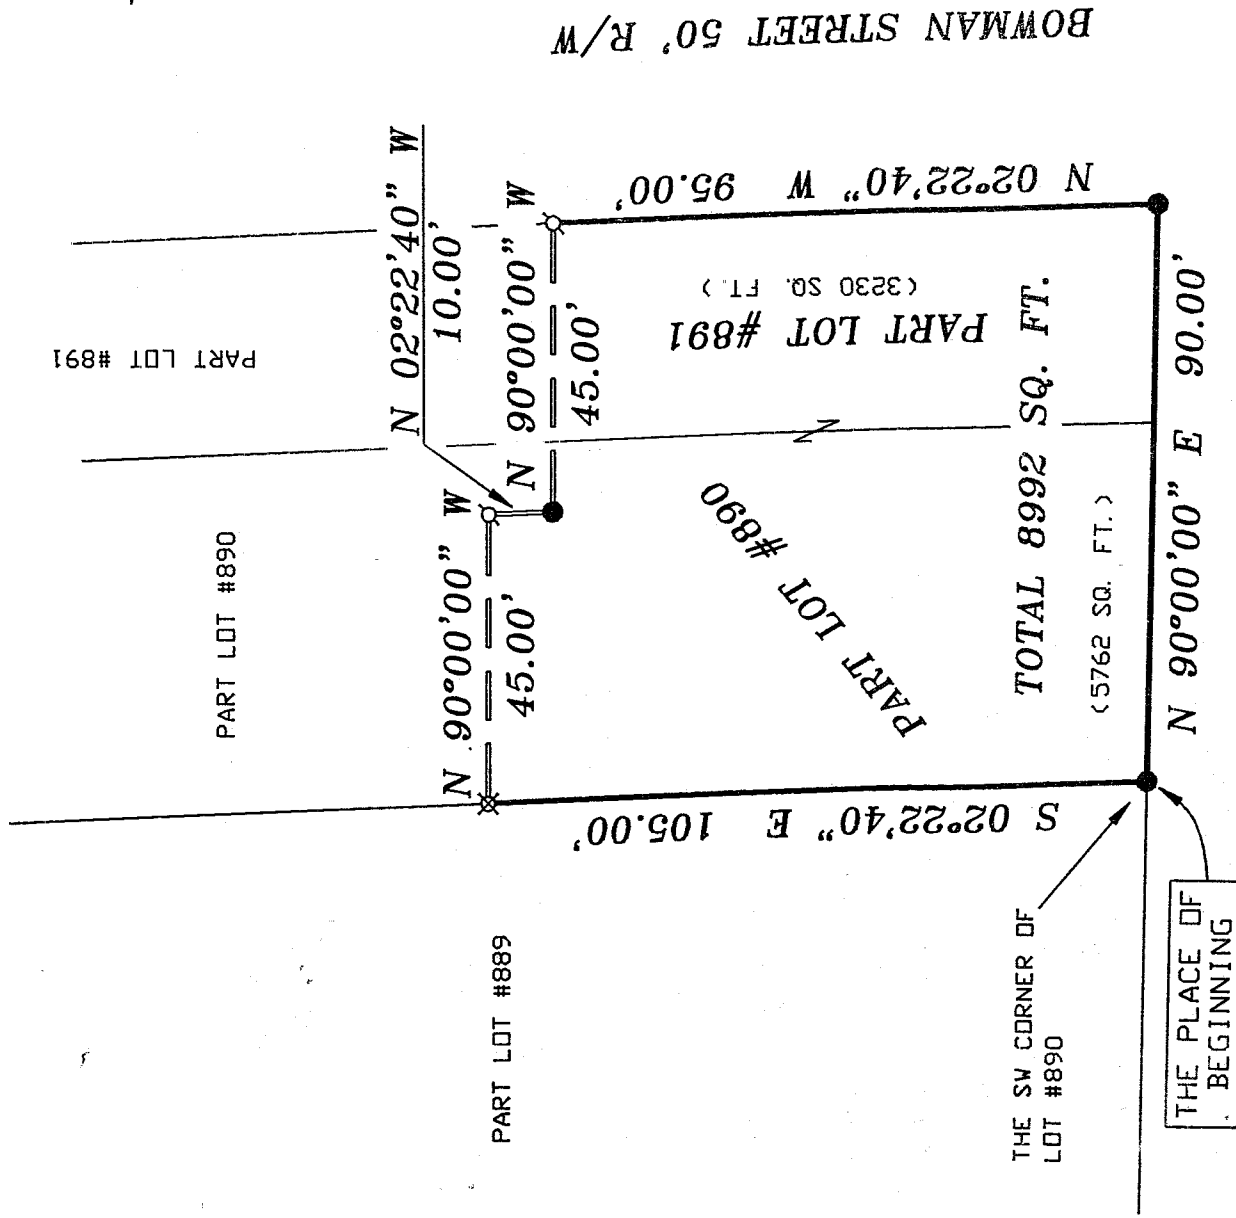 BOWMAN STREET 50' R/W
N 02°22'40" W
10.00'
N 02°22'40" W 95.00'
N 90°00'00" W
45.00'
PART LOT #891
PART LOT #891
(3230 SQ. FT.)
N 90°00'00" W
45.00'
PART LOT #890
PART LOT #890
TOTAL 8992 SQ. FT.
(5762 SQ. FT.)
N 90°00'00" E 90.00'
S 02°22'40" E 105.00'
PART LOT #889
THE SW CORNER OF
LOT #890
THE PLACE OF
BEGINNING